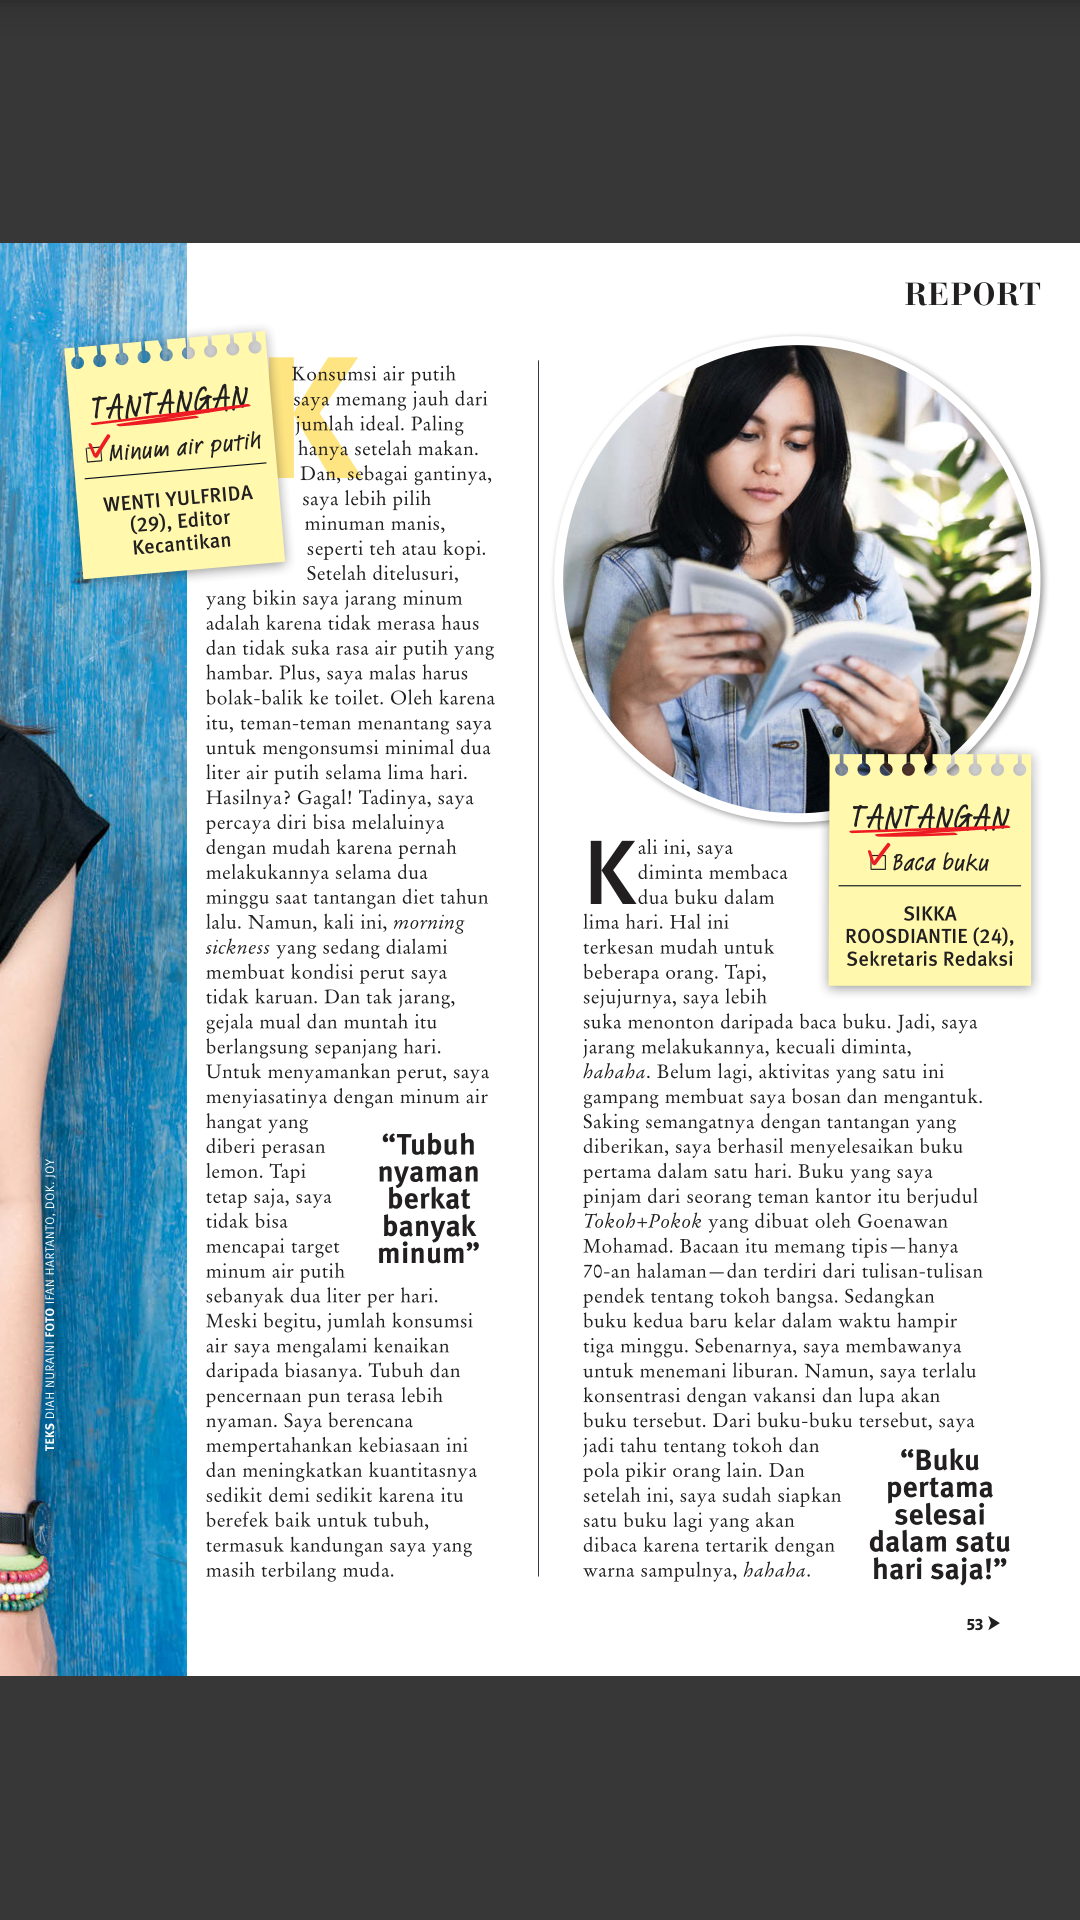 REPORT
TANTANGAN
Minum air putih
WENTI YULFRIDA
(29), Editor
Kecantikan
Konsumsi air putih
saya memang jauh dari
jumlah ideal. Paling
hanya setelah makan.
Dan, sebagai gantinya,
saya lebih pilih
minuman manis,
seperti teh atau kopi.
Setelah ditelusuri,
yang bikin saya jarang minum
adalah karena tidak merasa haus
dan tidak suka rasa air putih yang
hambar. Plus, saya malas harus
bolak-balik ke toilet. Oleh karena
itu, teman-teman menantang saya
untuk mengonsumsi minimal dua
liter air putih selama lima hari.
Hasilnya? Gagal! Tadinya, saya
percaya diri bisa melaluinya
dengan mudah karena pernah
melakukannya selama dua
minggu saat tantangan diet tahun
lalu. Namun, kali ini, morning
sickness yang sedang dialami
membuat kondisi perut saya
tidak karuan. Dan tak jarang,
gejala mual dan muntah itu
berlangsung sepanjang hari.
Untuk menyamankan perut, saya
menyiasatinya dengan minum air
hangat yang
diberi perasan
lemon. Tapi
tetap saja, saya
tidak bisa
mencapai target
minum air putih
sebanyak dua liter per hari.
Meski begitu, jumlah konsumsi
air saya mengalami kenaikan
daripada biasanya. Tubuh dan
pencernaan pun terasa lebih
nyaman. Saya berencana
mempertahankan kebiasaan ini
dan meningkatkan kuantitasnya
sedikit demi sedikit karena itu
berefek baik untuk tubuh,
termasuk kandungan saya yang
masih terbilang muda.
“Tubuh
nyaman
berkat
banyak
minum”
TEKS DIAH NURAINI FOTO IFAN HARTANTO, DOK. JOY
TANTANGAN
Baca buku
SIKKA
ROOSDIANTIE (24),
Sekretaris Redaksi
Kali ini, saya
diminta membaca
dua buku dalam
lima hari. Hal ini
terkesan mudah untuk
beberapa orang. Tapi,
sejujurnya, saya lebih
suka menonton daripada baca buku. Jadi, saya
jarang melakukannya, kecuali diminta,
hahaha. Belum lagi, aktivitas yang satu ini
gampang membuat saya bosan dan mengantuk.
Saking semangatnya dengan tantangan yang
diberikan, saya berhasil menyelesaikan buku
pertama dalam satu hari. Buku yang saya
pinjam dari seorang teman kantor itu berjudul
Tokoh+Pokok yang dibuat oleh Goenawan
Mohamad. Bacaan itu memang tipis—hanya
70-an halaman—dan terdiri dari tulisan-tulisan
pendek tentang tokoh bangsa. Sedangkan
buku kedua baru kelar dalam waktu hampir
tiga minggu. Sebenarnya, saya membawanya
untuk menemani liburan. Namun, saya terlalu
konsentrasi dengan vakansi dan lupa akan
buku tersebut. Dari buku-buku tersebut, saya
jadi tahu tentang tokoh dan
pola pikir orang lain. Dan
setelah ini, saya sudah siapkan
satu buku lagi yang akan
dibaca karena tertarik dengan
warna sampulnya, hahaha.
“Buku
pertama
selesai
dalam satu
hari saja!”
53